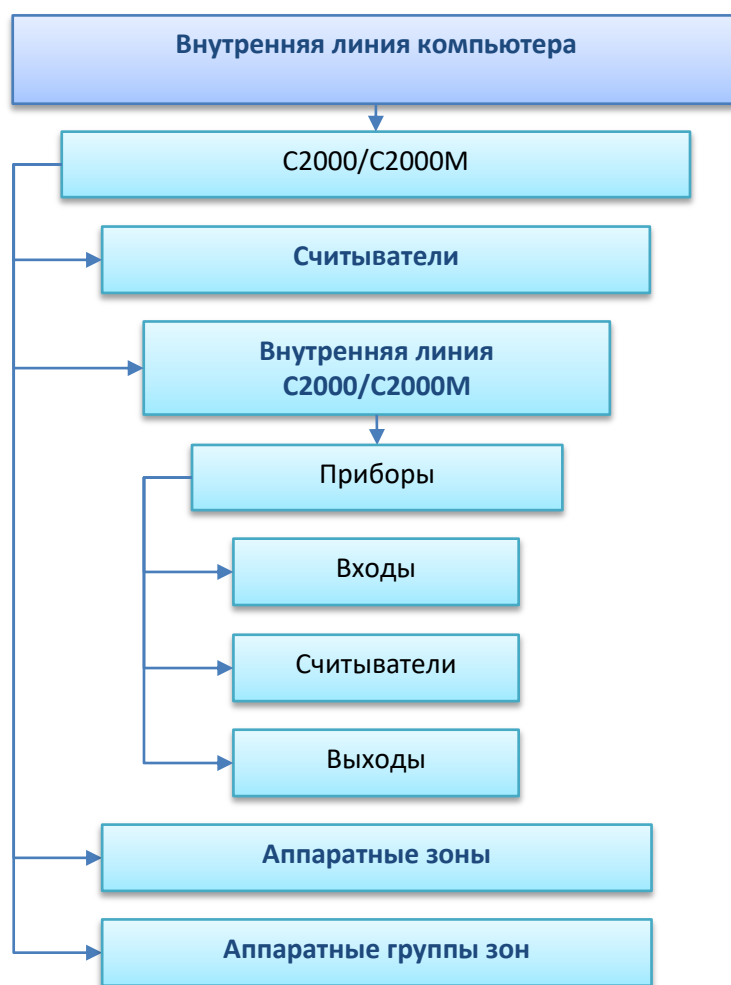 Внутренняя линия компьютера
С2000/С2000М
Считыватели
Внутренняя линия
С2000/С2000М
Приборы
Входы
Считыватели
Выходы
Аппаратные зоны
Аппаратные группы зон